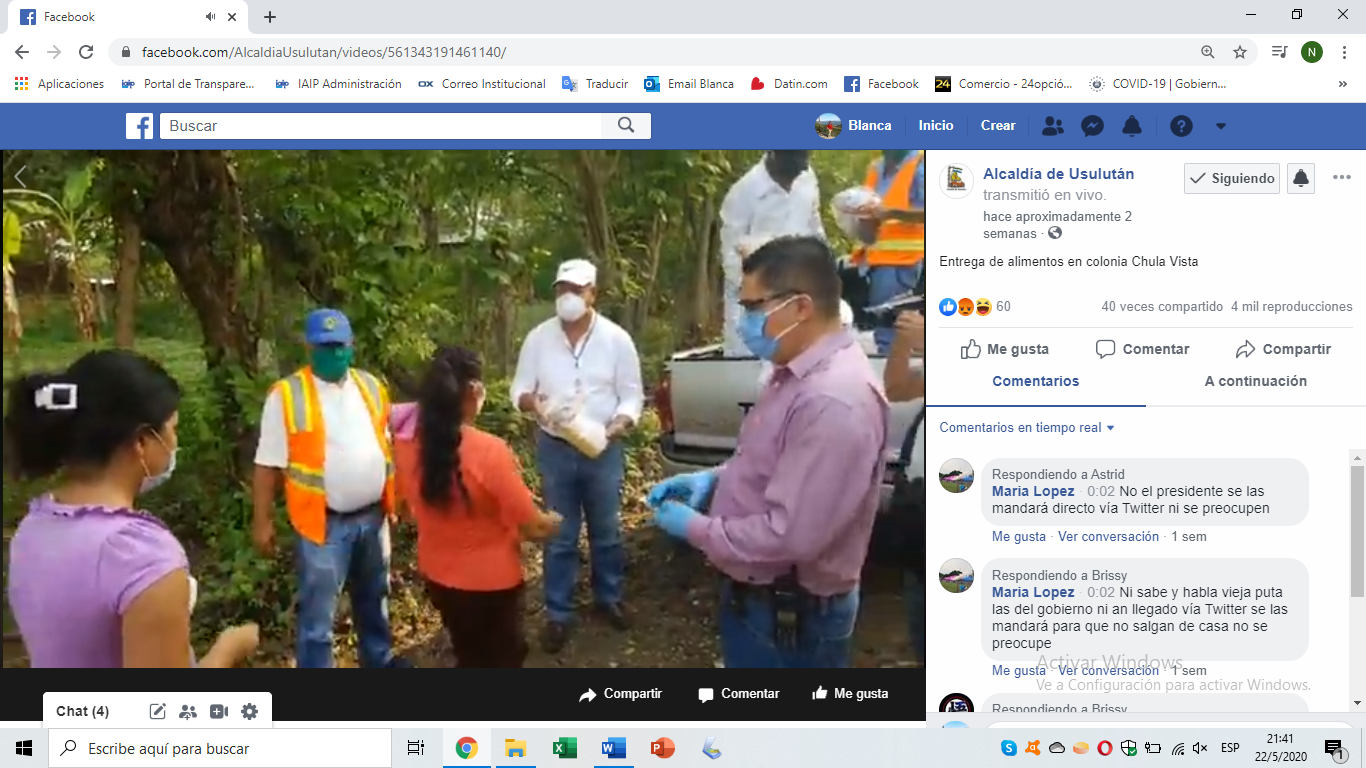 Facebook
facebook.com/AlcaldiaUsulutan/videos/561343191461140/
N
Aplicaciones
Portal de Transpare...
IAIP Administración
Correo Institucional
Traducir
Email Blanca
Datin.com
Facebook
24
Comercio - 24opció...
COVID-19 | Gobiern...
»
Buscar
Blanca
Inicio
Crear
Alcaldía de Usulután
transmitió en vivo.
hace aproximadamente 2
semanas ·
Siguiendo
Entrega de alimentos en colonia Chula Vista
60
40 veces compartido
4 mil reproducciones
Me gusta
Comentar
Compartir
Comentarios
A continuación
Comentarios en tiempo real
Respondiendo a Astrid
Maria Lopez · 0:02 No el presidente se las
mandará directo vía Twitter ni se preocupen
Me gusta · Ver conversación · 1 sem
Respondiendo a Brissy
Maria Lopez · 0:02 Ni sabe y habla vieja puta
las del gobierno ni an llegado vía Twitter se las
mandará para que no salgan de casa no se
preocupe
Me gusta · Ver conversación · 1 sem
Activar Windows
Ve a Configuración para activar Windows.
Respondiendo a Brissy
Compartir
Comentar
Me gusta
Chat (4)
Escribe aquí para buscar
ESP
21:41
22/5/2020
1